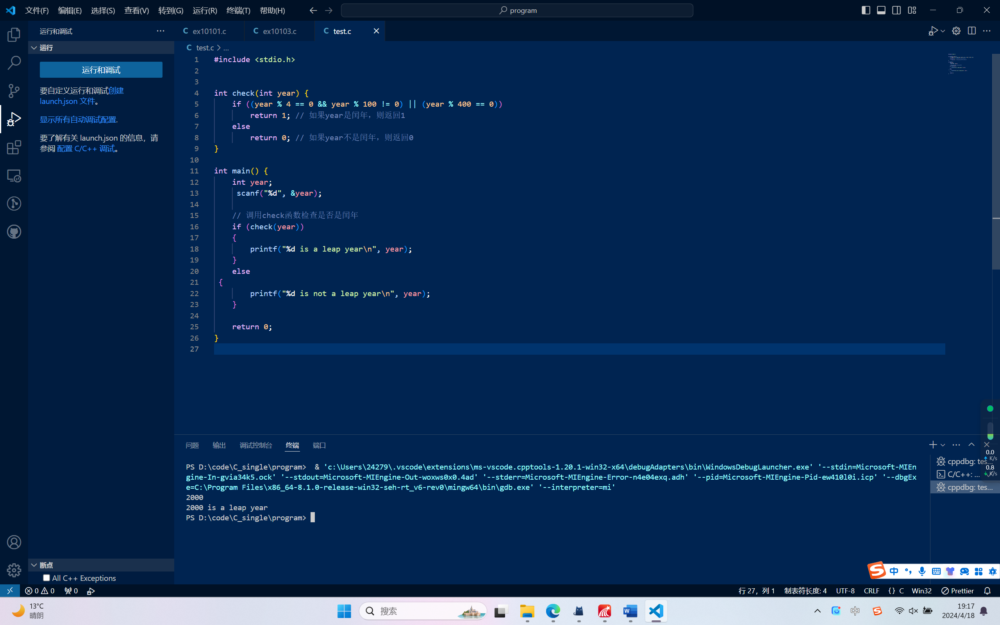 文件(F) 编辑(E) 选择(S) 查看(V) 转到(G) 运行(R) 终端(T) 帮助(H) program
运行和调试
运行
运行和调试
要自定义运行和调试创建
launch.json 文件。
显示所有自动调试配置.
要了解有关 launch.json 的信息，请
参阅 配置 C/C++ 调试。
断点
All C++ Exceptions
C ex10101.c C ex10103.c C test.c
C test.c > ...
1 #include <stdio.h>
2
3
4 int check(int year) {
5 if ((year % 4 == 0 && year % 100 != 0) || (year % 400 == 0))
6 return 1; // 如果year是闰年，则返回1
7 else
8 return 0; // 如果year不是闰年，则返回0
9 }
10
11 int main() {
12 int year;
13 scanf("%d", &year);
14
15 // 调用check函数检查是否是闰年
16 if (check(year))
17 {
18 printf("%d is a leap year\n", year);
19 }
20 else
21 {
22 printf("%d is not a leap year\n", year);
23 }
24
25 return 0;
26 }
27
问题 输出 调试控制台 终端 端口
PS D:\code\C_single\program> & 'c:\Users\24279\.vscode\extensions\ms-vscode.cpptools-1.20.1-win32-x64\debugAdapters\bin\WindowsDebugLauncher.exe' '--stdin=Microsoft-MIEn
gine-In-gvia34k5.ock' '--stdout=Microsoft-MIEngine-Out-woxws0x0.4ad' '--stderr=Microsoft-MIEngine-Error-n4e04exq.adh' '--pid=Microsoft-MIEngine-Pid-ew410l0i.icp' '--dbgEx
e=C:\Program Files\x86_64-8.1.0-release-win32-seh-rt_v6-rev0\mingw64\bin\gdb.exe' '--interpreter=mi'
2000
2000 is a leap year
PS D:\code\C_single\program>
cppdbg: tes...
C/C++: ...
cppdbg: tes...
0.0
K/s
0.8
K/s
中
0 0 0 行 27，列 1 制表符长度: 4 UTF-8 CRLF {} C Win32 Prettier
13°C
晴朗
搜索
中
19:17
2024/4/18